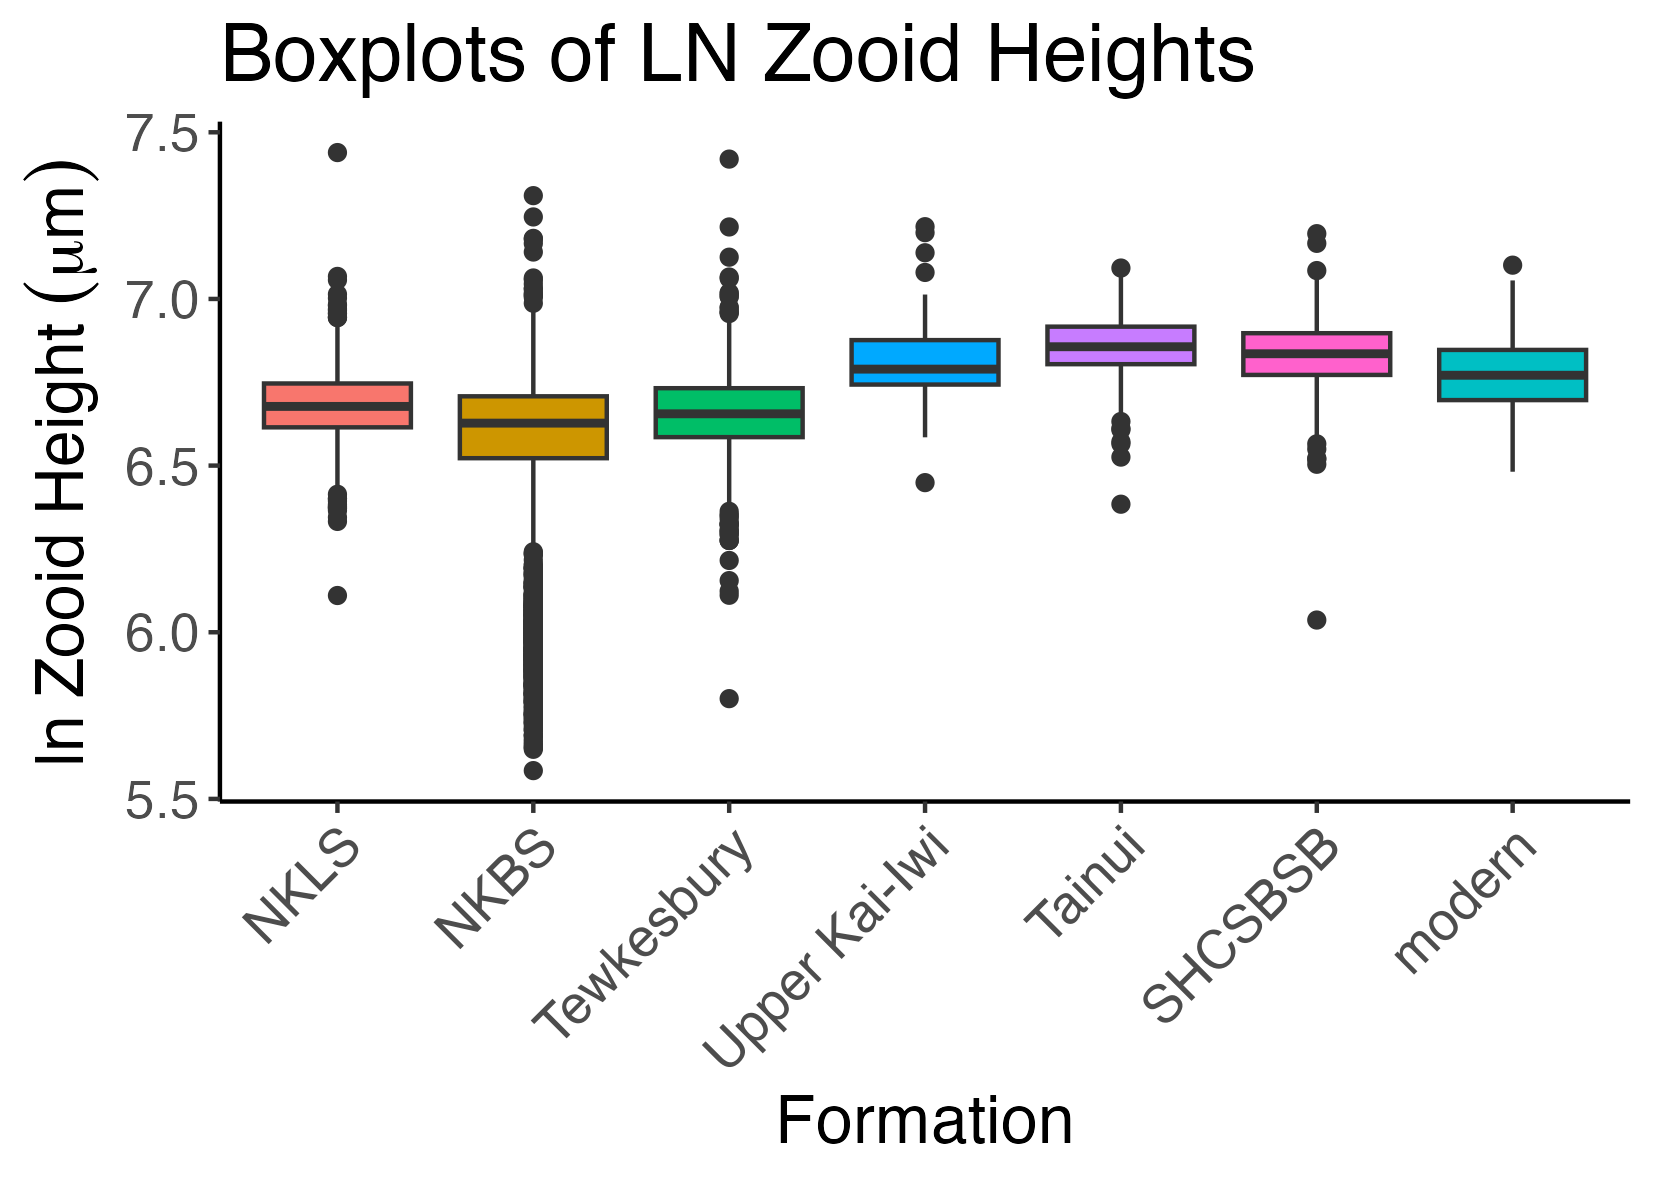 Boxplots of LN Zooid Heights
ln Zooid Height (μm)
7.5
7.0
6.5
6.0
5.5
NKLS
NKBS
Tewkesbury
Upper Kai-Iwi
Tainui
SHCSBSB
modern
Formation